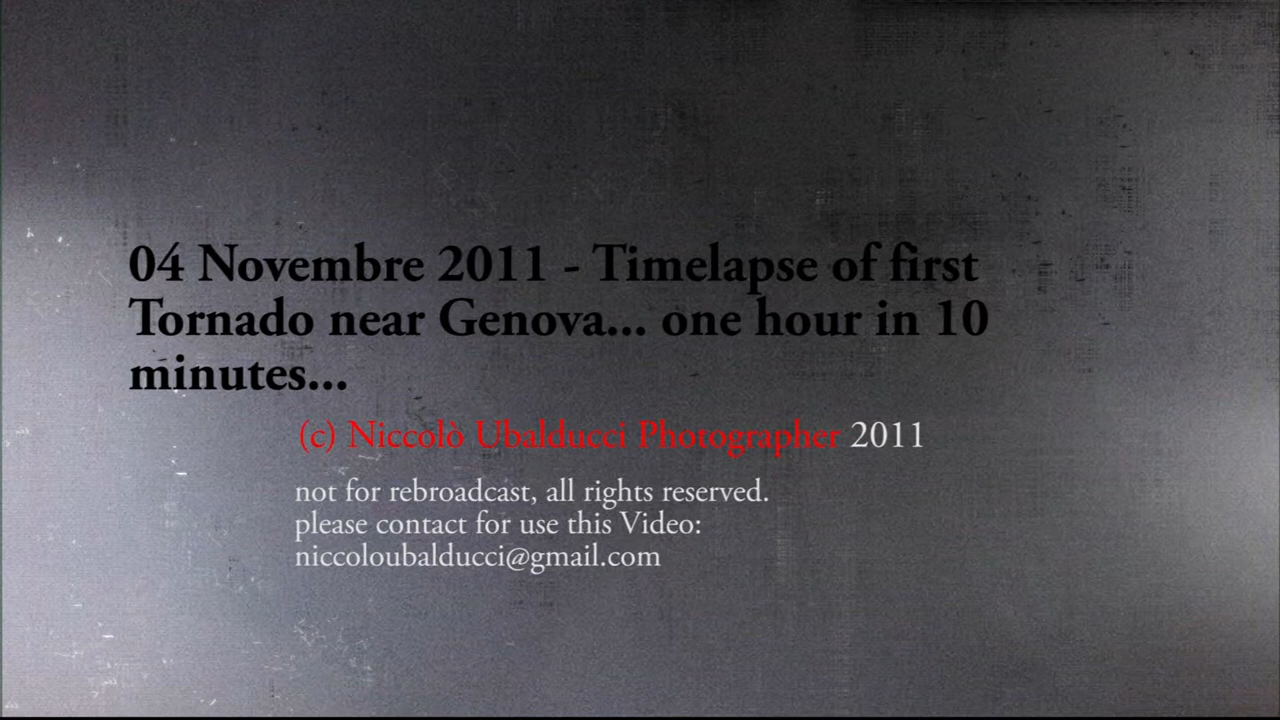 04 Novembre 2011 - Timelapse of first
Tornado near Genova... one hour in 10
minutes...
(c) Niccolò Ubalducci Photographer 2011
not for rebroadcast, all rights reserved.
please contact for use this Video:
niccoloubalducci@gmail.com